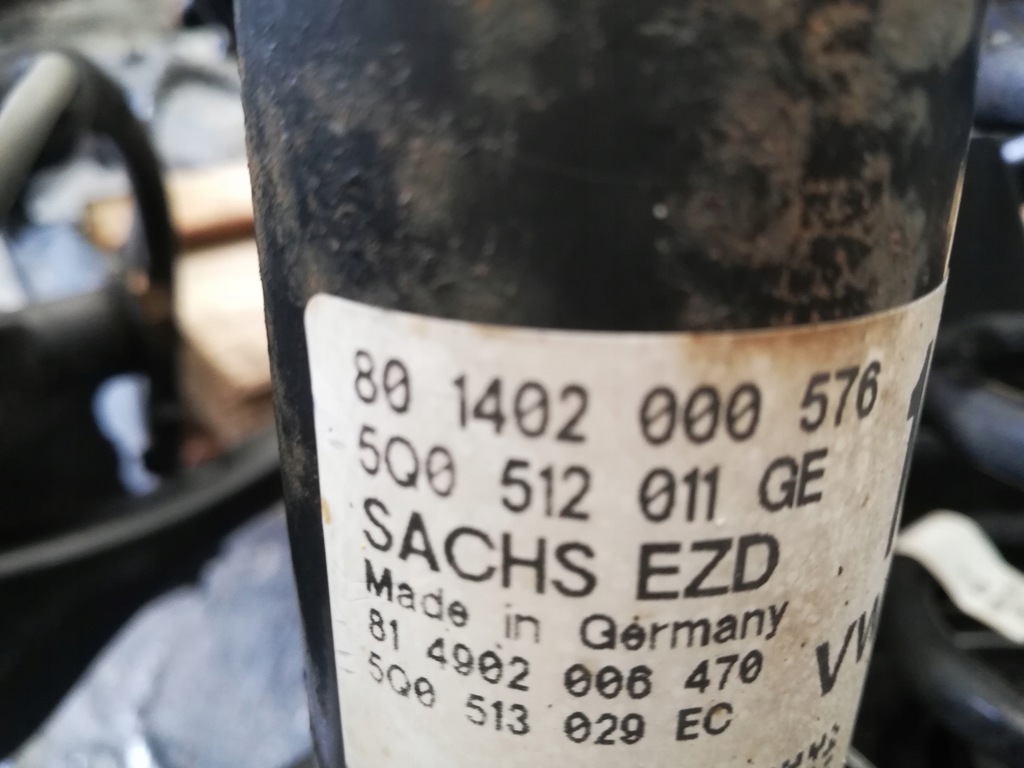 80 1402 000 576
5Q0 512 011 GE
SACHS EZD
Made in Germany
81 4902 006 470
VW
5Q0 513 029 EC